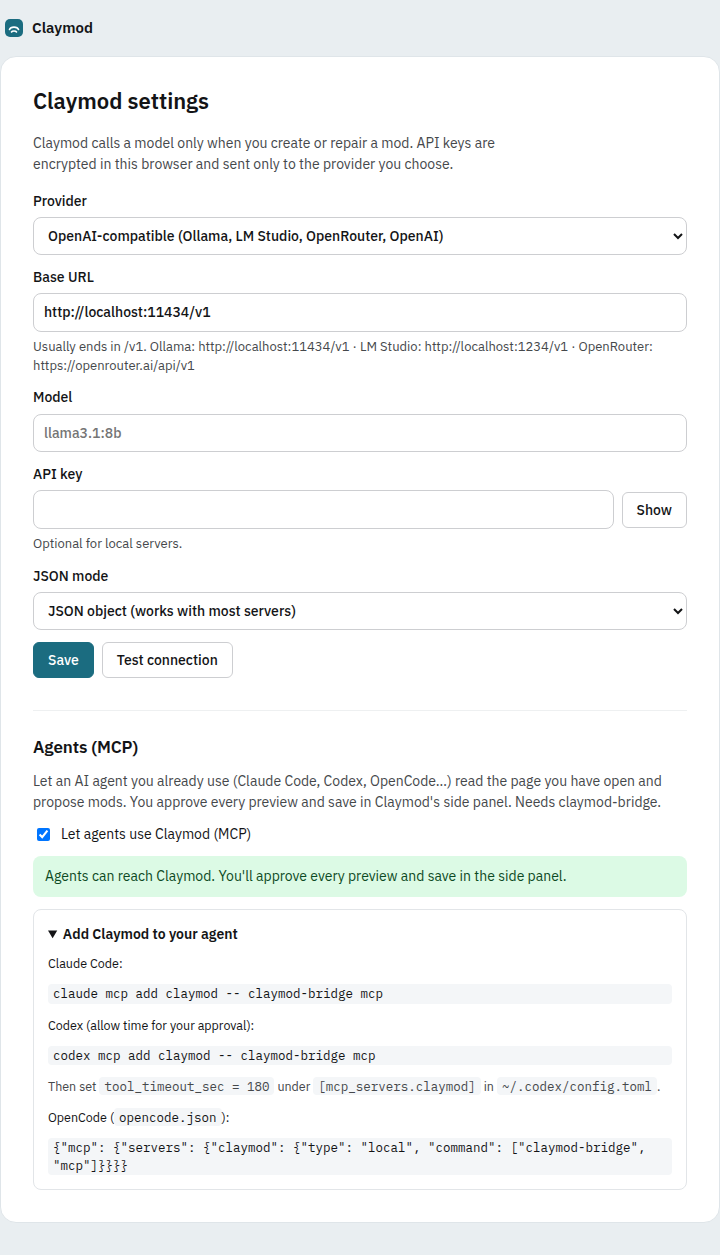 Claymod
Claymod settings
Claymod calls a model only when you create or repair a mod. API keys are
encrypted in this browser and sent only to the provider you choose.
Provider
OpenAI-compatible (Ollama, LM Studio, OpenRouter, OpenAI)
Base URL
http://localhost:11434/v1
Usually ends in /v1. Ollama: http://localhost:11434/v1 · LM Studio: http://localhost:1234/v1 · OpenRouter:
https://openrouter.ai/api/v1
Model
llama3.1:8b
API key
Show
Optional for local servers.
JSON mode
JSON object (works with most servers)
Save Test connection
Agents (MCP)
Let an AI agent you already use (Claude Code, Codex, OpenCode...) read the page you have open and
propose mods. You approve every preview and save in Claymod's side panel. Needs claymod-bridge.
Let agents use Claymod (MCP)
Agents can reach Claymod. You'll approve every preview and save in the side panel.
▼ Add Claymod to your agent
Claude Code:
claude mcp add claymod -- claymod-bridge mcp
Codex (allow time for your approval):
codex mcp add claymod -- claymod-bridge mcp
Then set tool_timeout_sec = 180 under [mcp_servers.claymod] in ~/.codex/config.toml .
OpenCode ( opencode.json ):
{"mcp": {"servers": {"claymod": {"type": "local", "command": ["claymod-bridge",
"mcp"]}}}}